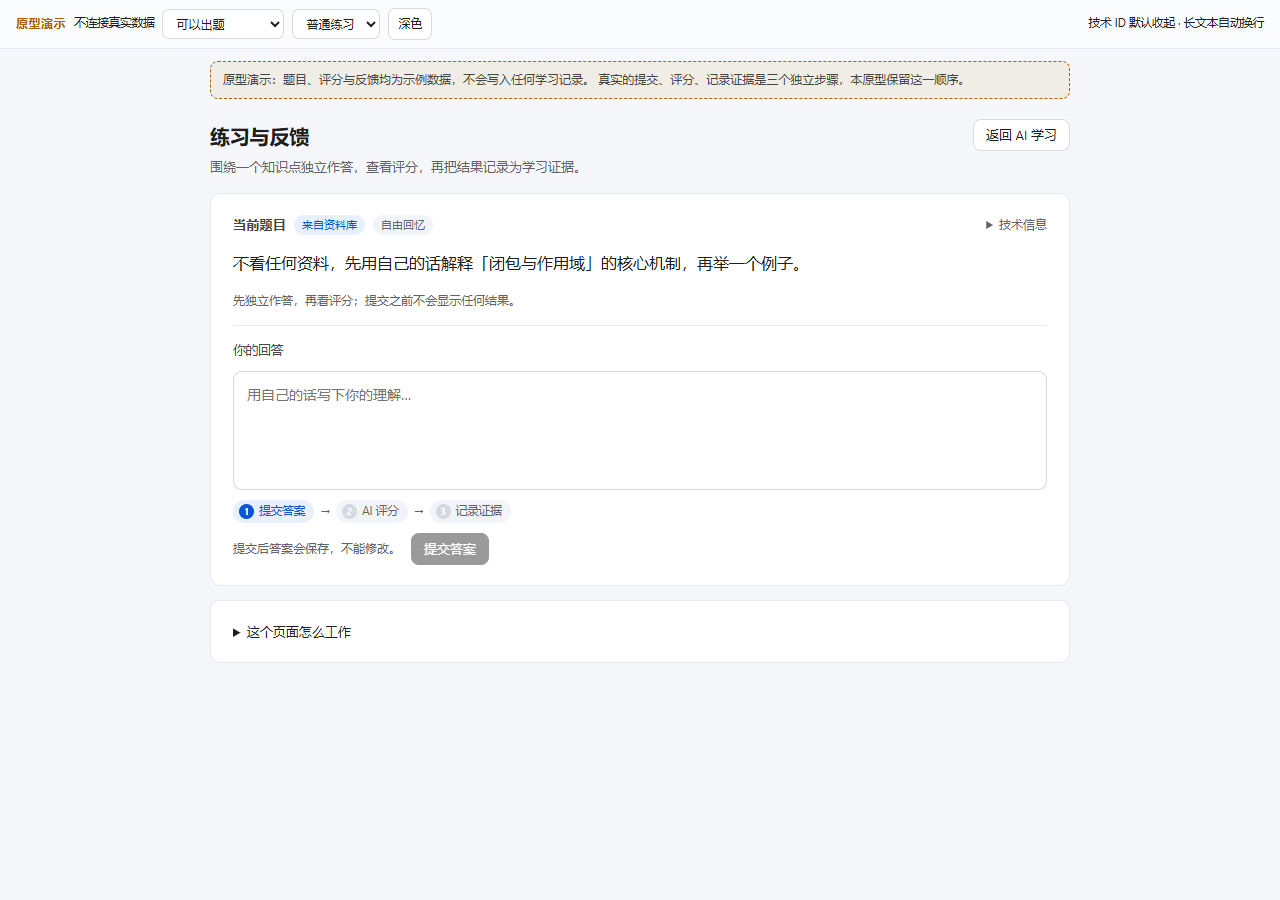 原型演示 不连接真实数据 可以出题 普通练习 深色 技术 ID 默认收起 · 长文本自动换行
原型演示：题目、评分与反馈均为示例数据，不会写入任何学习记录。 真实的提交、评分、记录证据是三个独立步骤，本原型保留这一顺序。
练习与反馈
返回 AI 学习
围绕一个知识点独立作答，查看评分，再把结果记录为学习证据。
当前题目 来自资料库 自由回忆 ▶ 技术信息
不看任何资料，先用自己的话解释「闭包与作用域」的核心机制，再举一个例子。
先独立作答，再看评分；提交之前不会显示任何结果。
你的回答
用自己的话写下你的理解...
1 提交答案 → 2 AI 评分 → 3 记录证据
提交后答案会保存，不能修改。 提交答案
▶ 这个页面怎么工作